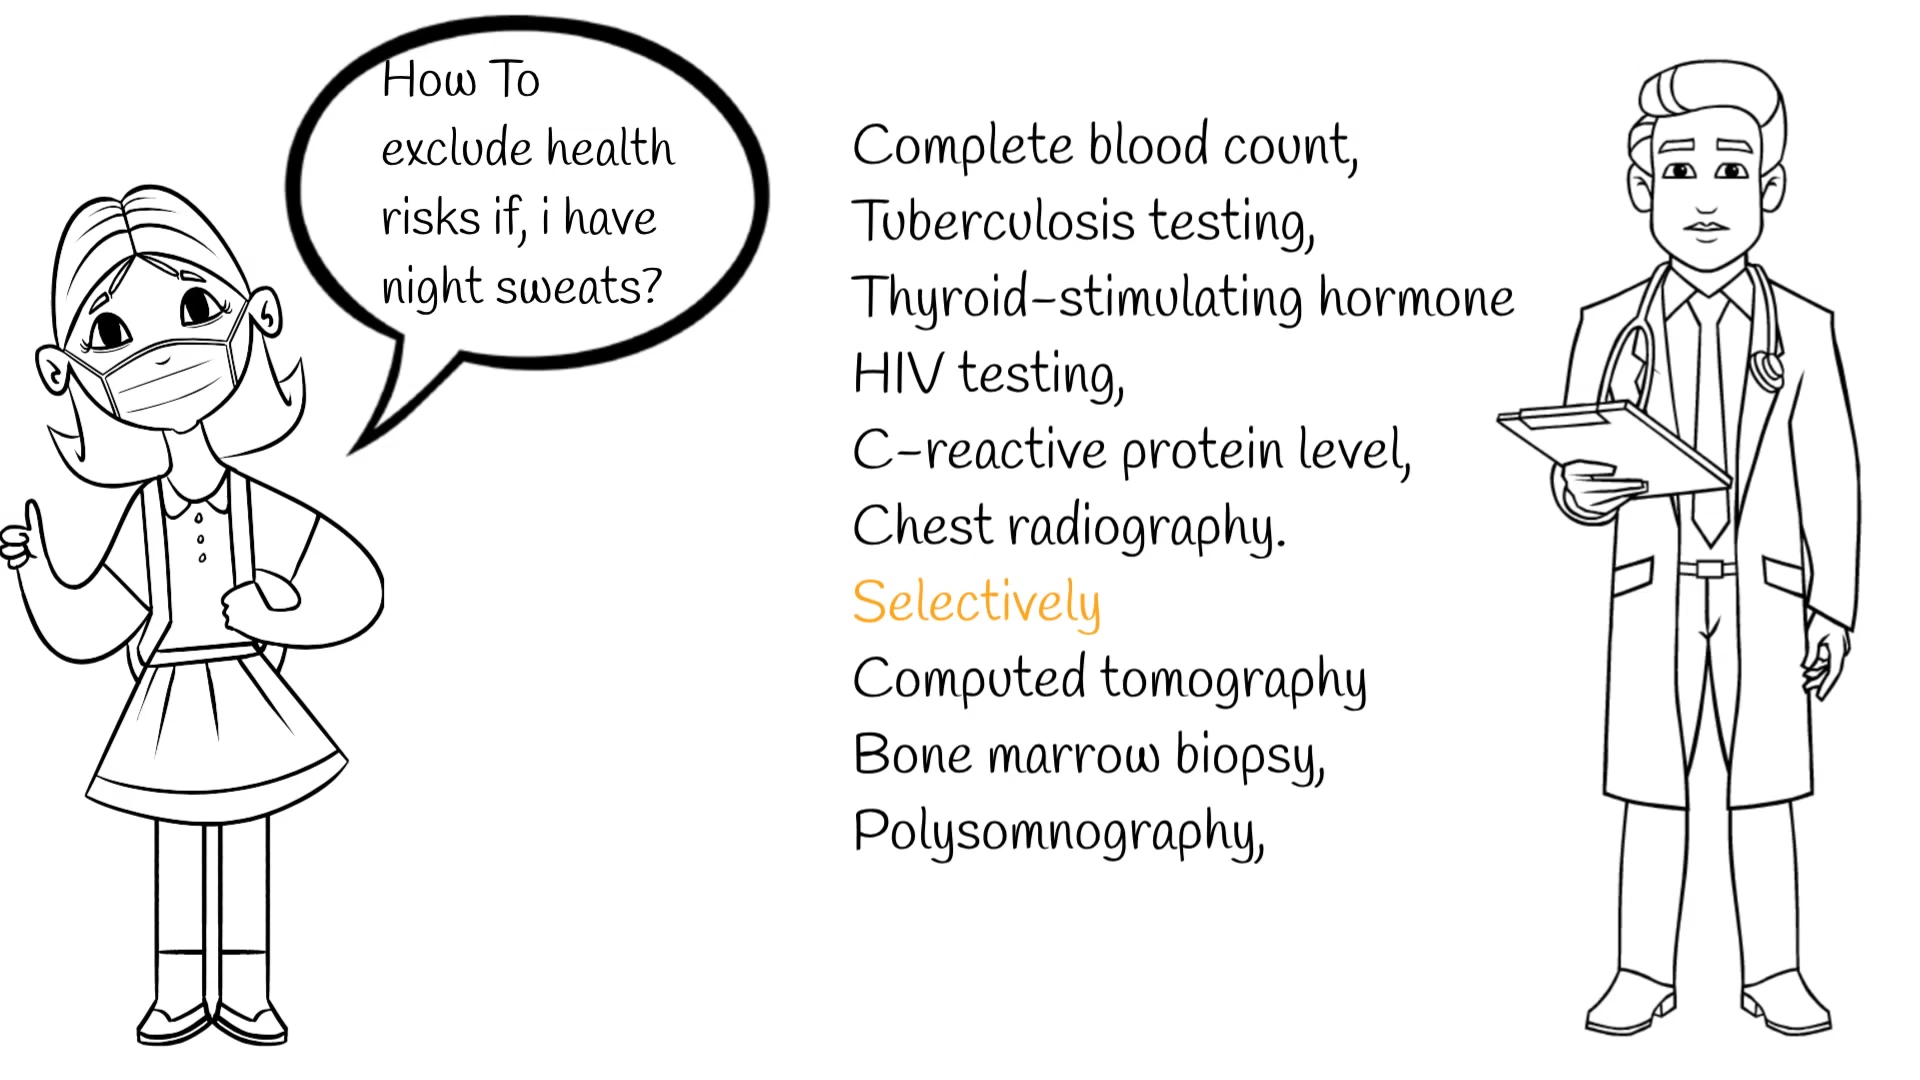 How To
exclude health
risks if, i have
night sweats?
Complete blood count,
Tuberculosis testing,
Thyroid-stimulating hormone
HIV testing,
C-reactive protein level,
Chest radiography.
Selectively
Computed tomography
Bone marrow biopsy,
Polysomnography,